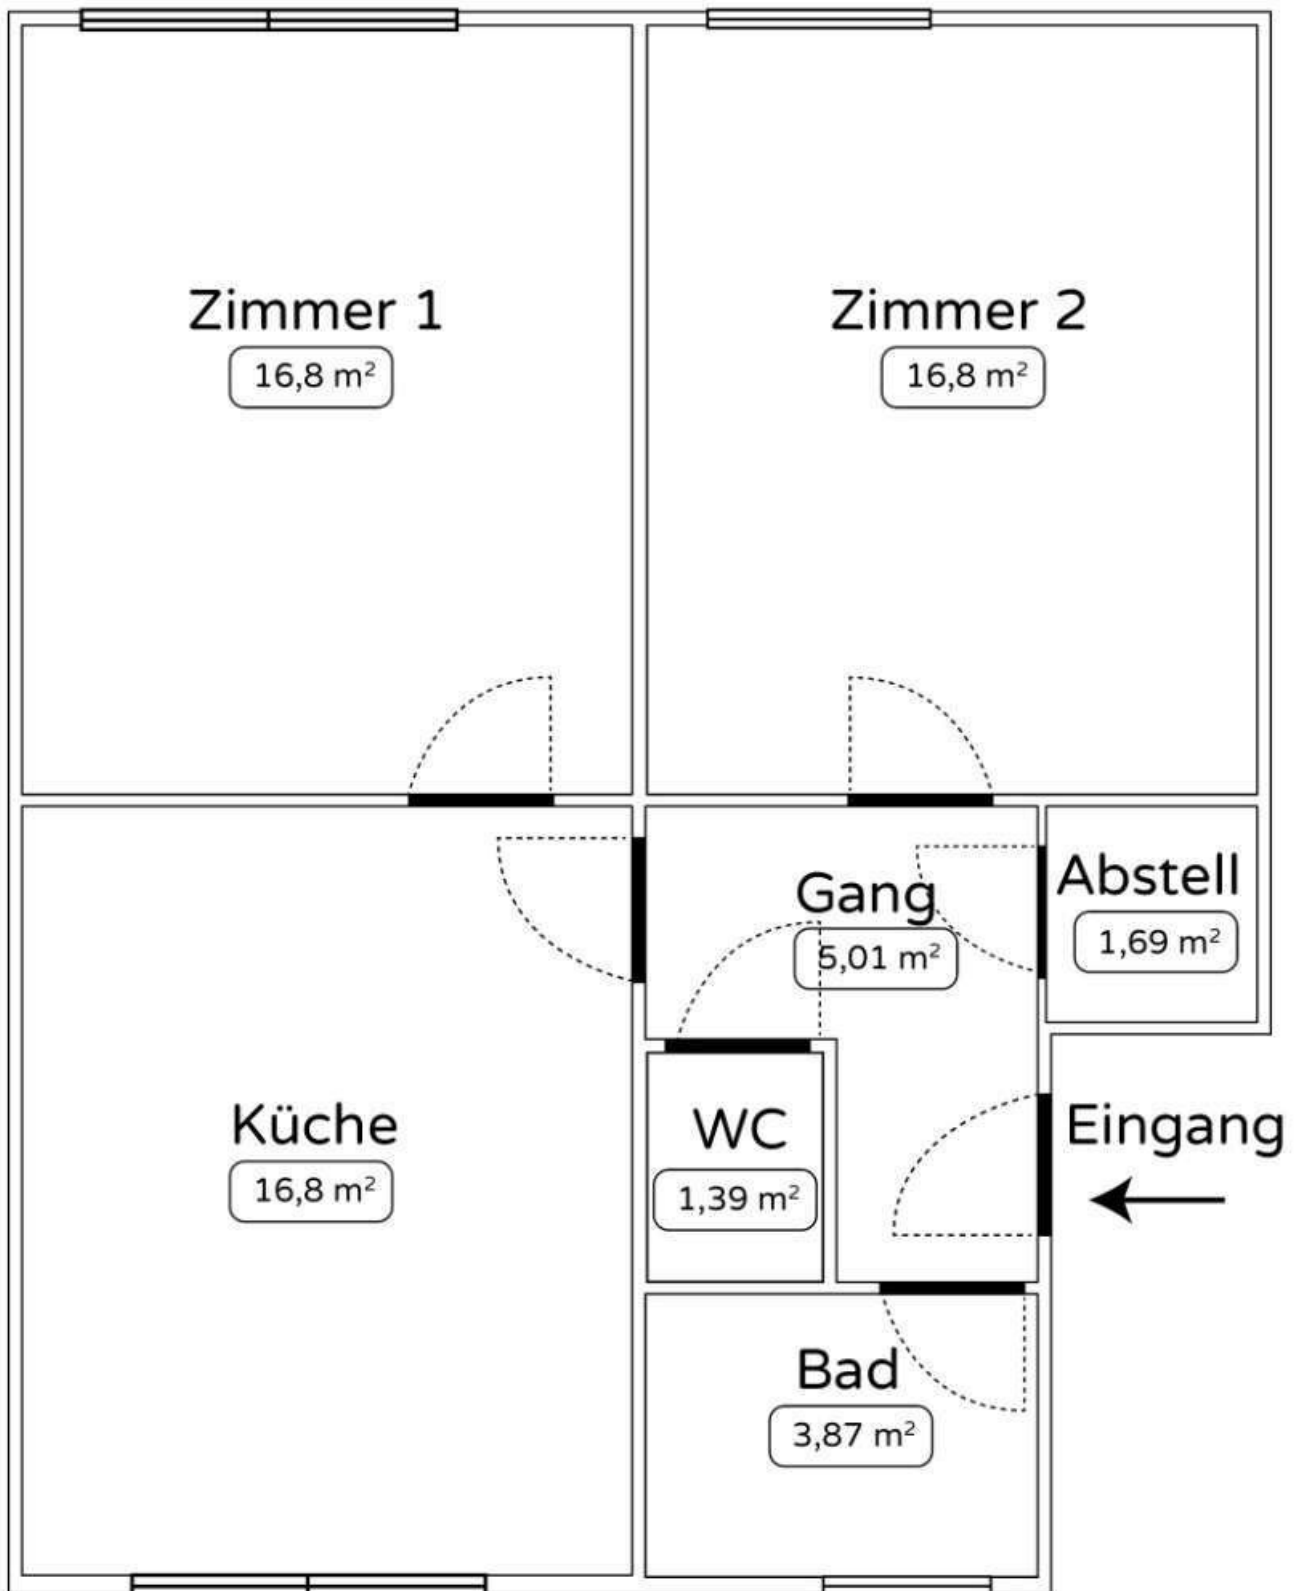 Zimmer 1
16,8 m²
Zimmer 2
16,8 m²
Gang
5,01 m²
Abstell
1,69 m²
Küche
16,8 m²
WC
1,39 m²
Eingang
Bad
3,87 m²